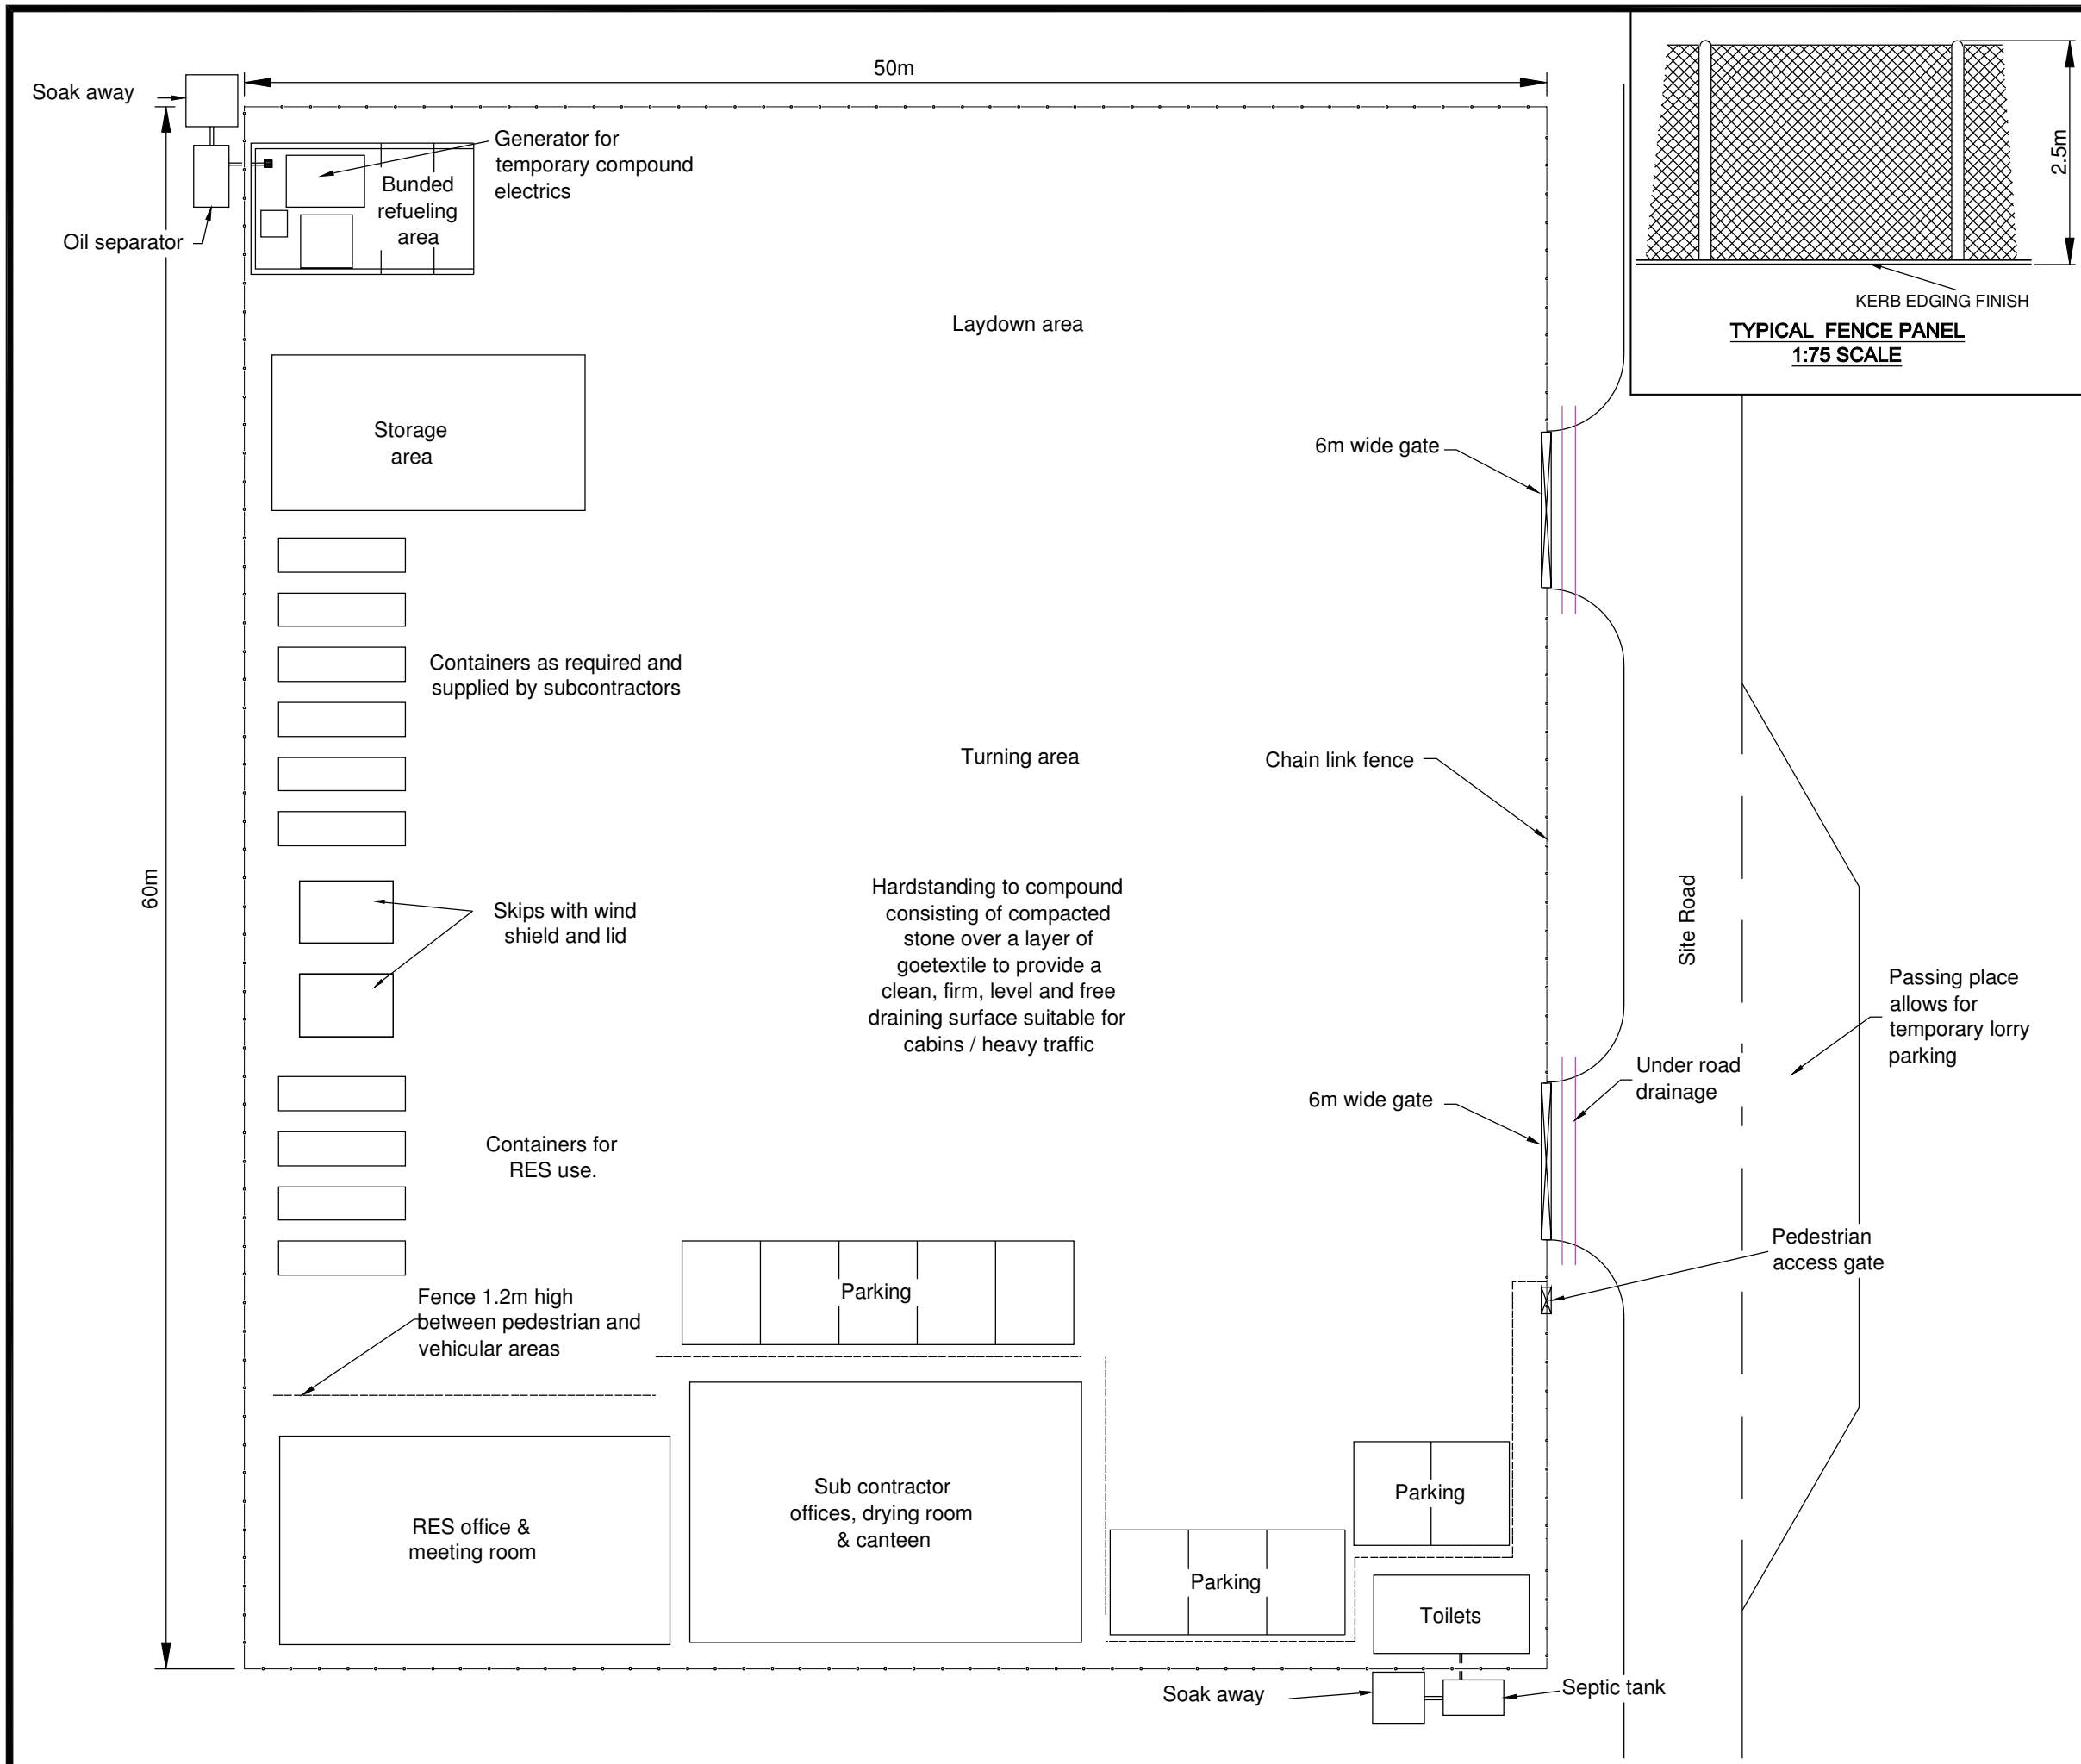 50m
Soak away
Generator for
temporary compound
electrics
Bunded
refueling
area
Oil separator
2.5m
KERB EDGING FINISH
TYPICAL FENCE PANEL
1:75 SCALE
Laydown area
Storage
area
6m wide gate
Containers as required and
supplied by subcontractors
Turning area
Chain link fence
60m
Skips with wind
shield and lid
Hardstanding to compound
consisting of compacted
stone over a layer of
goetextile to provide a
clean, firm, level and free
draining surface suitable for
cabins / heavy traffic
Site Road
Passing place
allows for
temporary lorry
parking
Under road
drainage
6m wide gate
Containers for
RES use.
Pedestrian
access gate
Parking
Fence 1.2m high
between pedestrian and
vehicular areas
Sub contractor
offices, drying room
& canteen
RES office &
meeting room
Parking
Parking
Toilets
Soak away
Septic tank